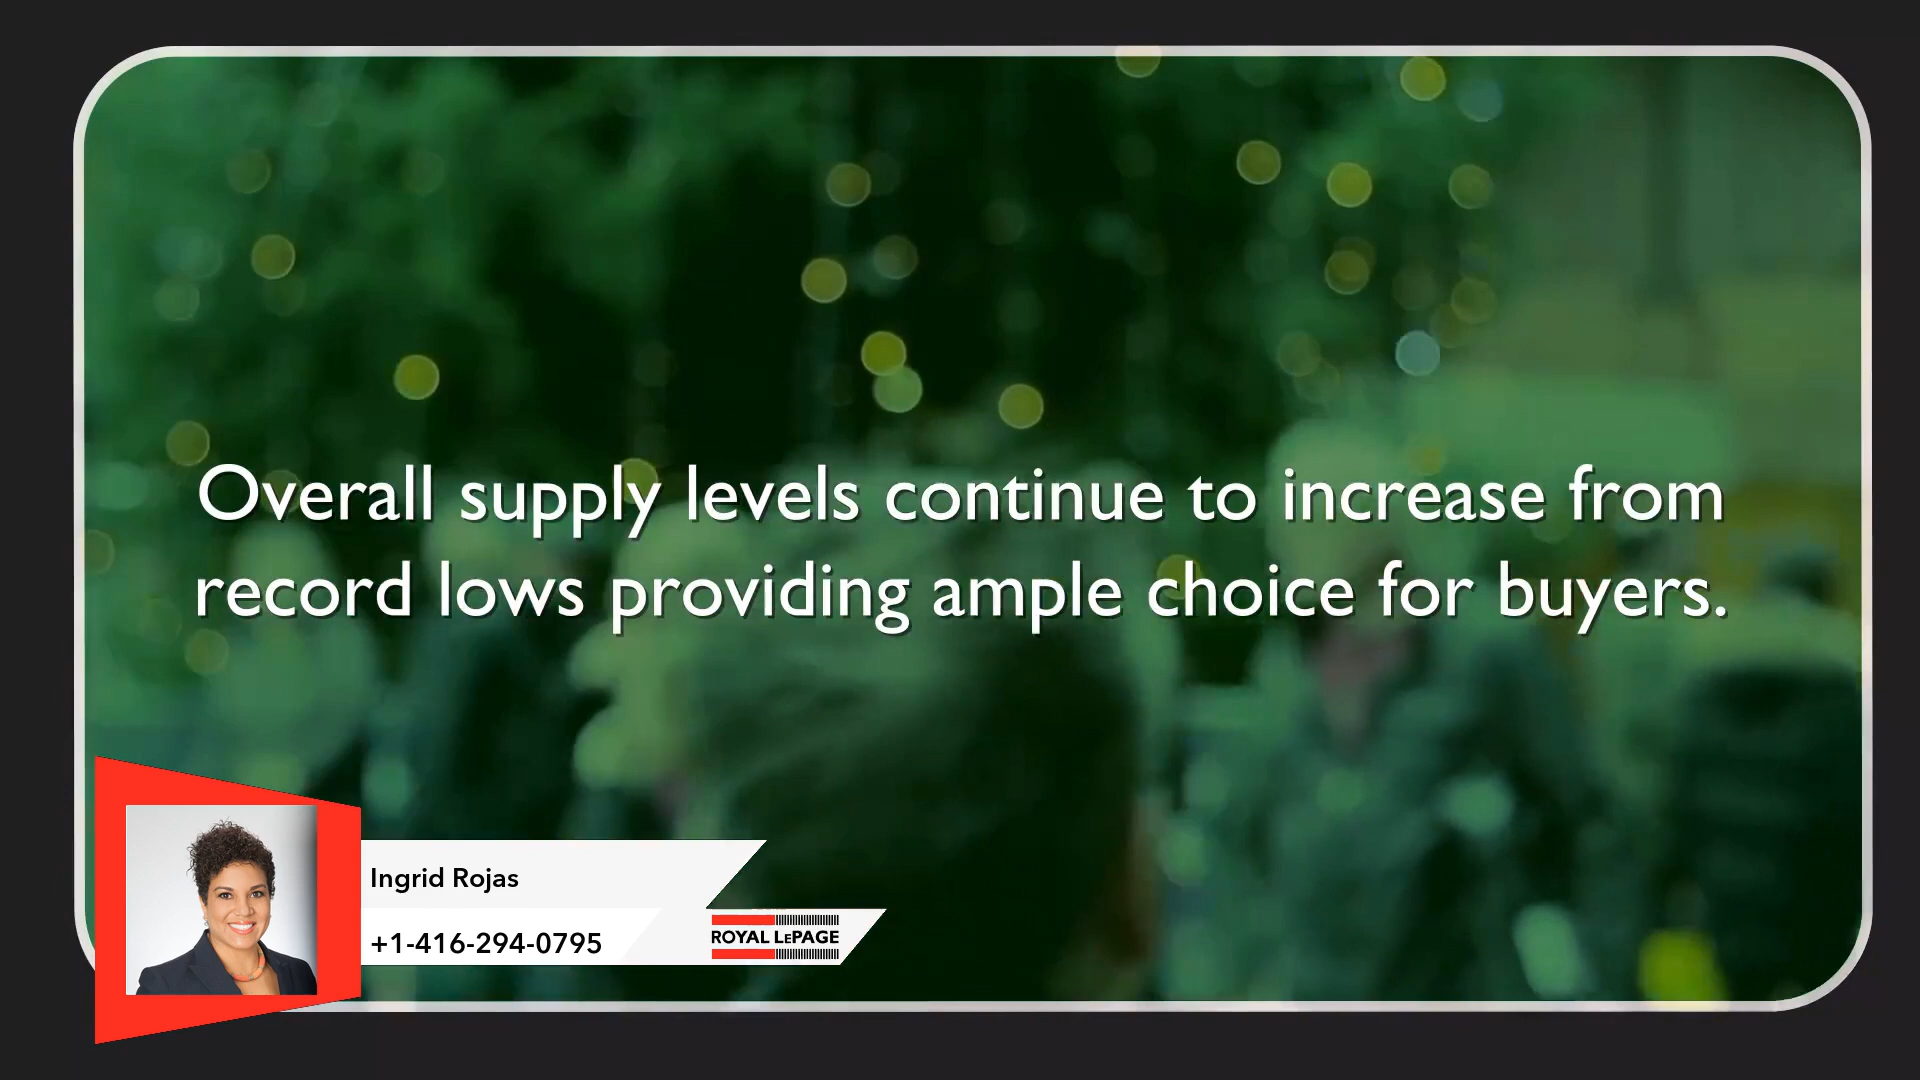 Overall supply levels continue to increase from
record lows providing ample choice for buyers.
Ingrid Rojas
+1-416-294-0795
ROYAL LEPAGE